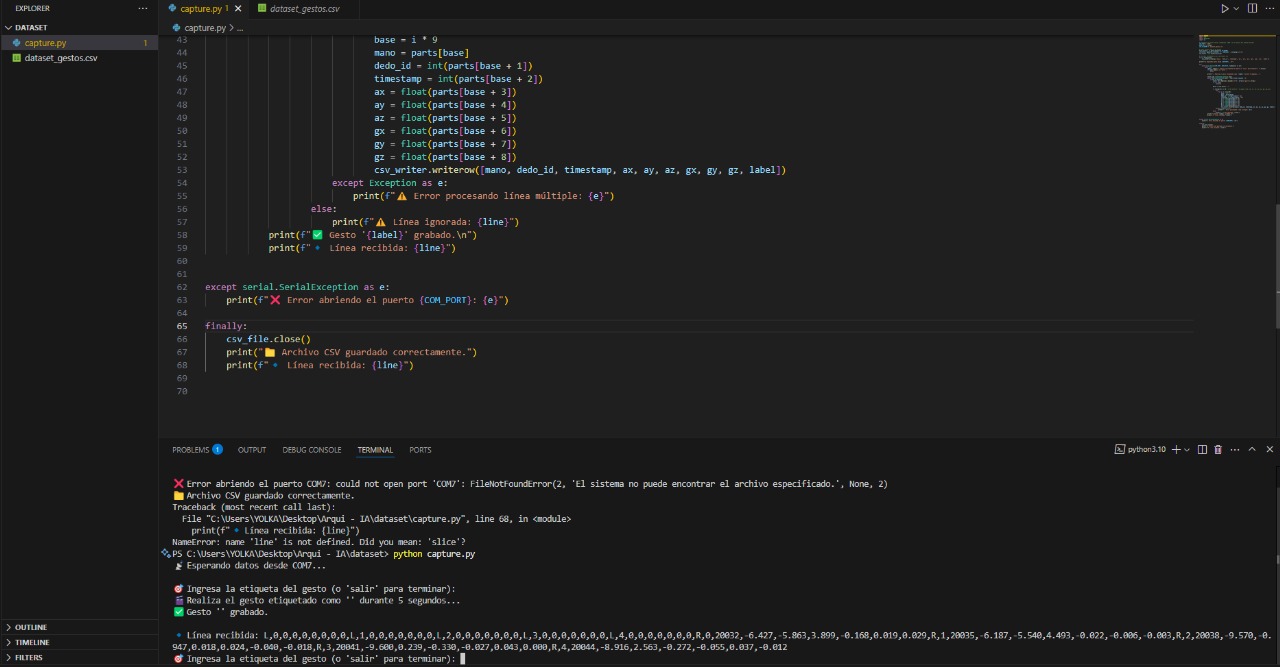 EXPLORER
···
capture.py 1 ×
dataset_gestos.csv
···
DATASET
capture.py 1
dataset_gestos.csv
capture.py > ...
43 base = i * 9
44 mano = parts[base]
45 dedo_id = int(parts[base + 1])
46 timestamp = int(parts[base + 2])
47 ax = float(parts[base + 3])
48 ay = float(parts[base + 4])
49 az = float(parts[base + 5])
50 gx = float(parts[base + 6])
51 gy = float(parts[base + 7])
52 gz = float(parts[base + 8])
53 csv_writer.writerow([mano, dedo_id, timestamp, ax, ay, az, gx, gy, gz, label])
54 except Exception as e:
55 print(f"⚠️ Error procesando línea múltiple: {e}")
56 else:
57 print(f"⚠️ Línea ignorada: {line}")
58 print(f"✅ Gesto '{label}' grabado.\n")
59 print(f"🔹 Línea recibida: {line}")
60
61
62 except serial.SerialException as e:
63 print(f"❌ Error abriendo el puerto {COM_PORT}: {e}")
64
65 finally:
66 csv_file.close()
67 print("📁 Archivo CSV guardado correctamente.")
68 print(f"🔹 Línea recibida: {line}")
69
70
PROBLEMS 1 OUTPUT DEBUG CONSOLE TERMINAL PORTS
python3.10
❌ Error abriendo el puerto COM7: could not open port 'COM7': FileNotFoundError(2, 'El sistema no puede encontrar el archivo especificado.', None, 2)
📁 Archivo CSV guardado correctamente.
Traceback (most recent call last):
File "C:\Users\YOLKA\Desktop\Arqui - IA\dataset\capture.py", line 68, in <module>
print(f"🔹 Línea recibida: {line}")
NameError: name 'line' is not defined. Did you mean: 'slice'?
PS C:\Users\YOLKA\Desktop\Arqui - IA\dataset> python capture.py
📡 Esperando datos desde COM7...
🎯 Ingresa la etiqueta del gesto (o 'salir' para terminar):
🎬 Realiza el gesto etiquetado como '' durante 5 segundos...
✅ Gesto '' grabado.
🔹 Línea recibida: L,0,0,0,0,0,0,0,0,L,1,0,0,0,0,0,0,0,L,2,0,0,0,0,0,0,0,L,3,0,0,0,0,0,0,0,L,4,0,0,0,0,0,0,0,R,0,20032,-6.427,-5.863,3.899,-0.168,0.019,0.029,R,1,20035,-6.187,-5.540,4.493,-0.022,-0.006,-0.003,R,2,20038,-9.570,-0.
947,0.018,0.024,-0.040,-0.018,R,3,20041,-9.600,0.239,-0.330,-0.027,0.043,0.000,R,4,20044,-8.916,2.563,-0.272,-0.055,0.037,-0.012
🎯 Ingresa la etiqueta del gesto (o 'salir' para terminar):
OUTLINE
TIMELINE
FILTERS